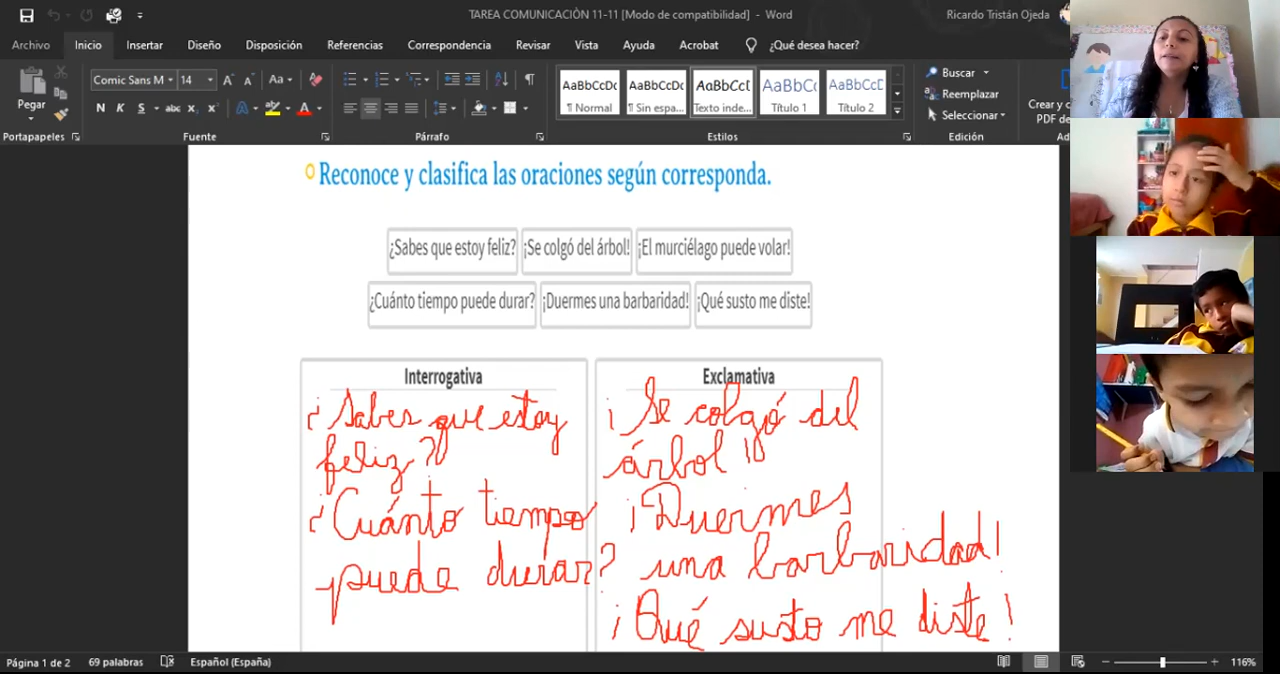 TAREA COMUNICACIÓN 11-11 [Modo de compatibilidad] - Word
Ricardo Tristán Ojeda
Archivo Inicio Insertar Diseño Disposición Referencias Correspondencia Revisar Vista Ayuda Acrobat ¿Qué desea hacer?
Pegar
Comic Sans M 14
N K S abc
AaBbCcDc AaBbCcDc AaBbCcD AaBbCc AaBbCcD
¶ Normal ¶ Sin espa... Texto inde... Título 1 Título 2
Buscar
Reemplazar
Seleccionar
Crear y c
PDF de
Portapapeles Fuente Párrafo Estilos Edición
Reconoce y clasifica las oraciones según corresponda.
¿Sabes que estoy feliz? ¡Se colgó del árbol! ¡El murciélago puede volar!
¿Cuánto tiempo puede durar? ¡Duermes una barbaridad! ¡Qué susto me diste!
Interrogativa
¿Sabes que estoy
feliz?
¿Cuánto tiempo
puede durar?
Exclamativa
¡Se colgó del
árbol!
¡Duermes
una barbaridad!
¡Qué susto me diste!
Página 1 de 2 69 palabras Español (España) 116%